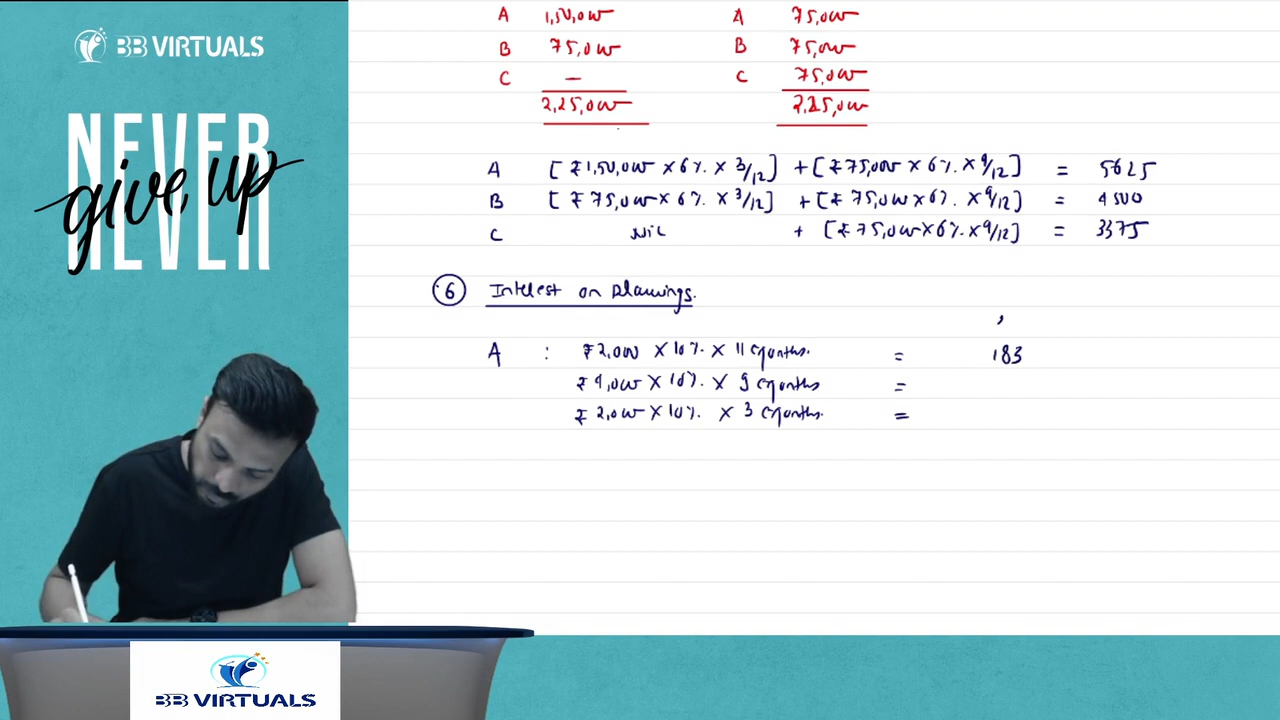 BB VIRTUALS
NEVER
give up
NEVER
A 1,50,000 A 75,000
B 75,000 B 75,000
C — C 75,000
2,25,000 2,25,000
A [₹1,50,000 × 6% × 3/12] + [₹75,000 × 6% × 9/12] = 5625
B [₹75,000 × 6% × 3/12] + [₹75,000 × 6% × 9/12] = 4500
C Nil + [₹75,000 × 6% × 9/12] = 3375
6 Interest on Drawings.
A : ₹2,000 × 10% × 11 months. = 183
₹4,000 × 10% × 9 months =
₹2,000 × 10% × 3 months. =
BB VIRTUALS